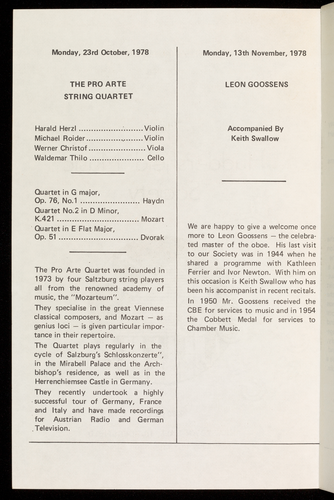 Monday, 23rd October, 1978
THE PRO ARTE
STRING QUARTET
Harald Herzl ........................Violin
Michael Roider ......................Violin
Werner Christof .....................Viola
Waldemar Thilo ..................... Cello
Quartet in G major,
Op. 76, No.1 ...................... Haydn
Quartet No.2 in D Minor,
K.421 ............................... Mozart
Quartet in E Flat Major,
Op. 51 ............................. Dvorak
The Pro Arte Quartet was founded in
1973 by four Saltzburg string players
all from the renowned academy of
music, the "Mozarteum".
They specialise in the great Viennese
classical composers, and Mozart — as
genius loci — is given particular impor-
tance in their repertoire.
The Quartet plays regularly in the
cycle of Salzburg's Schlosskonzerte",
in the Mirabell Palace and the Arch-
bishop's residence, as well as in the
Herrenchiemsee Castle in Germany.
They recently undertook a highly
successful tour of Germany, France
and Italy and have made recordings
for Austrian Radio and German
Television.
Monday, 13th November, 1978
LEON GOOSSENS
Accompanied By
Keith Swallow
We are happy to give a welcome once
more to Leon Goossens — the celebra-
ted master of the oboe. His last visit
to our Society was in 1944 when he
shared a programme with Kathleen
Ferrier and Ivor Newton. With him on
this occasion is Keith Swallow who has
been his accompanist in recent recitals.
In 1950 Mr. Goossens received the
CBE for services to music and in 1954
the Cobbett Medal for services to
Chamber Music.